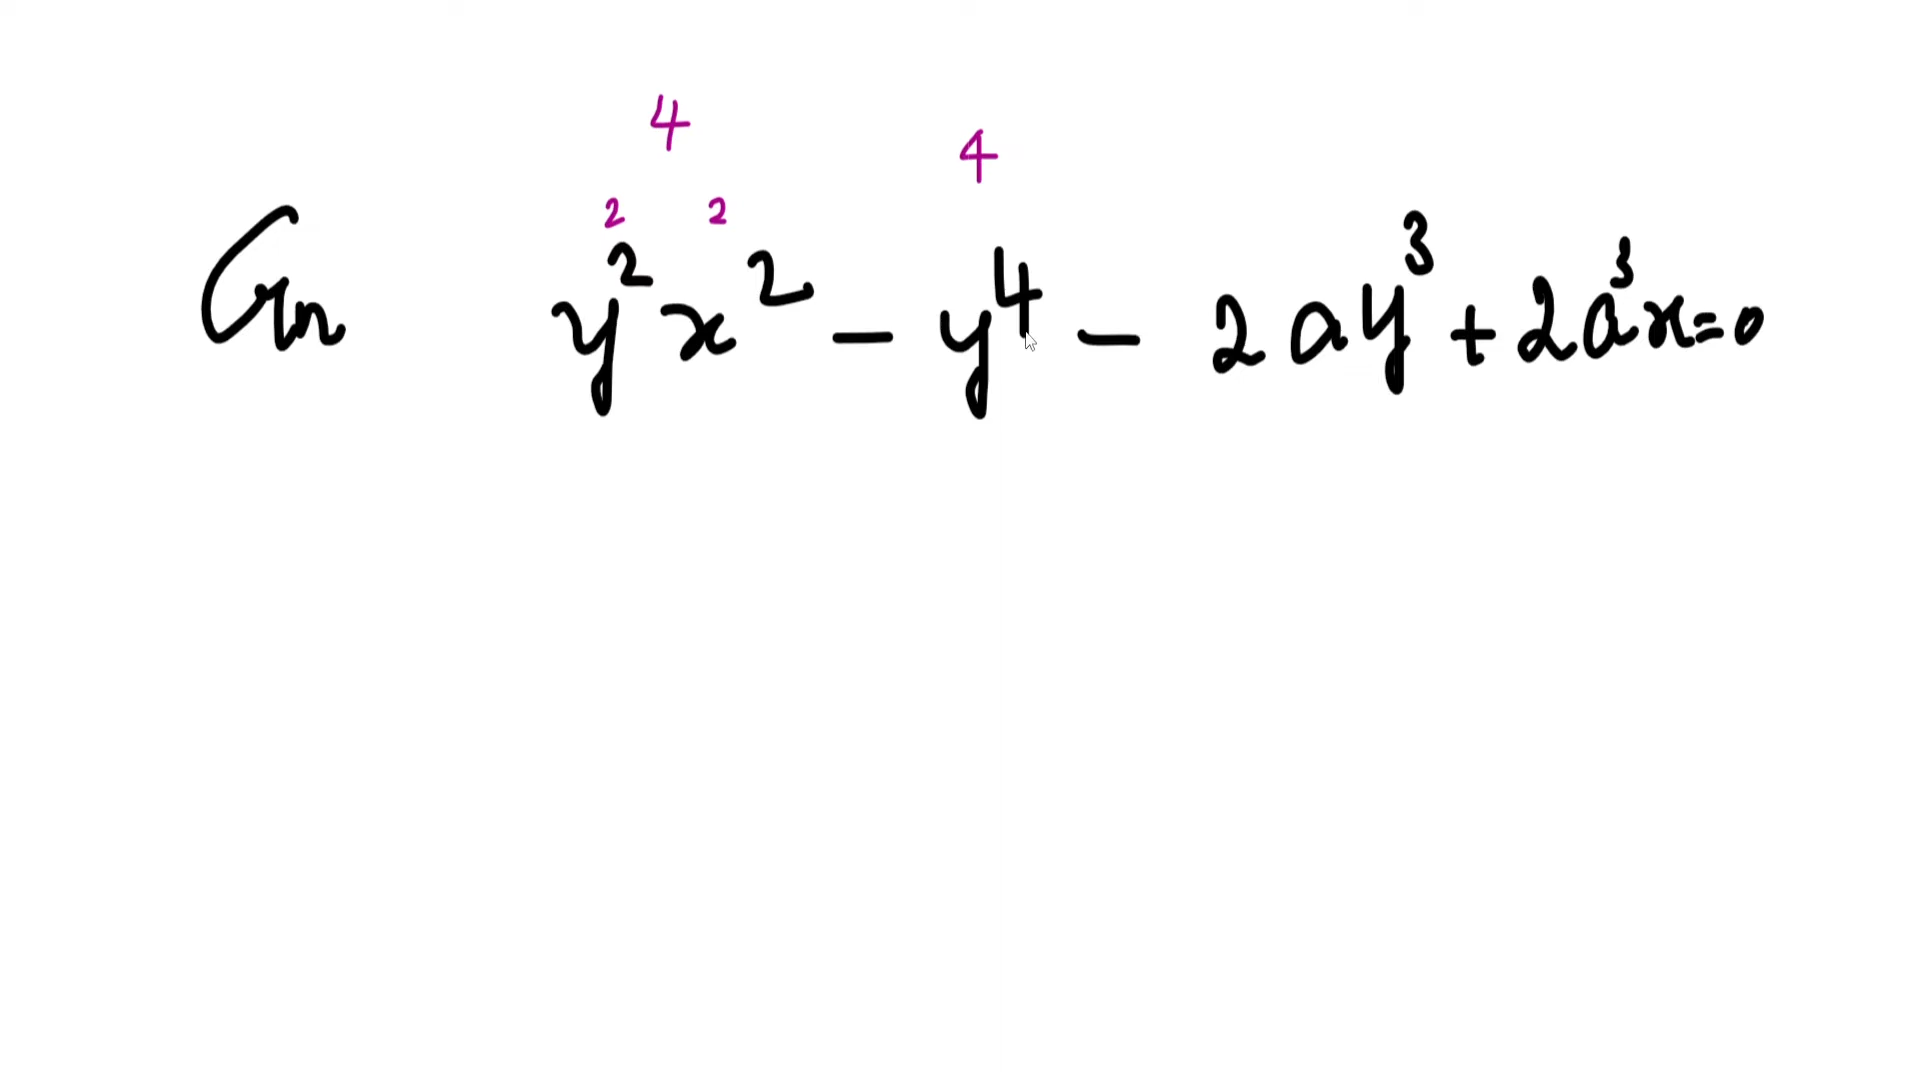 4 4
2 2
Gn y²x² - y⁴ - 2ay³ + 2a³x = 0